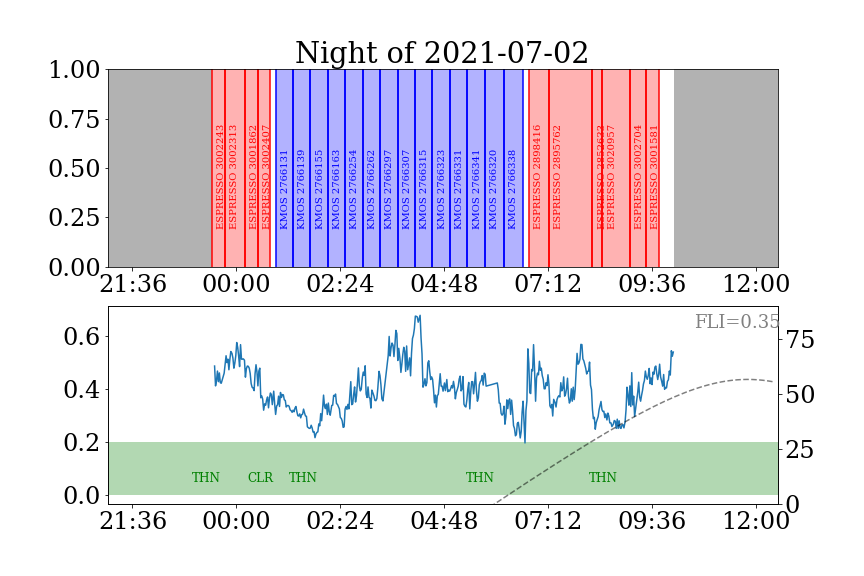 Night of 2021-07-02
1.00
0.75
0.50
0.25
0.00
ESPRESSO 3002243
ESPRESSO 3002313
ESPRESSO 3001862
ESPRESSO 3002407
KMOS 2766131
KMOS 2766139
KMOS 2766155
KMOS 2766163
KMOS 2766254
KMOS 2766262
KMOS 2766297
KMOS 2766307
KMOS 2766315
KMOS 2766323
KMOS 2766331
KMOS 2766341
KMOS 2766320
KMOS 2766338
ESPRESSO 2898416
ESPRESSO 2895762
ESPRESSO
ESPRESSO 3020957
ESPRESSO 3002704
ESPRESSO 3001581
21:36 00:00 02:24 04:48 07:12 09:36 12:00
FLI=0.35
0.6
0.4
0.2
0.0
75
50
25
0
THN CLR THN THN THN
21:36 00:00 02:24 04:48 07:12 09:36 12:00